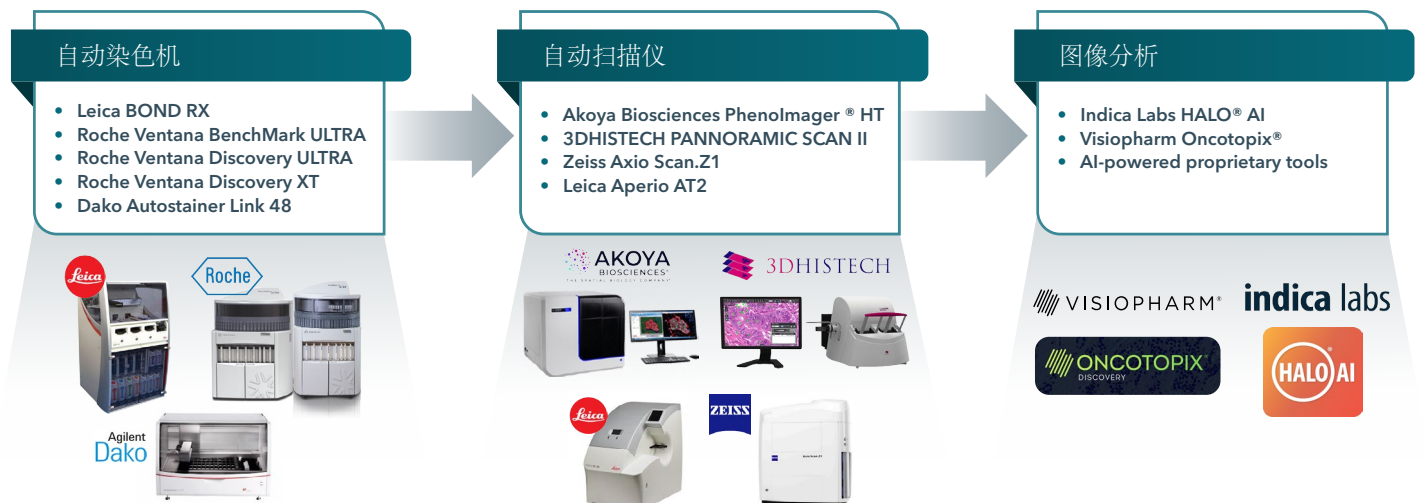 自动染色机
• Leica BOND RX
• Roche Ventana BenchMark ULTRA
• Roche Ventana Discovery ULTRA
• Roche Ventana Discovery XT
• Dako Autostainer Link 48
自动扫描仪
• Akoya Biosciences PhenoImager ® HT
• 3DHISTECH PANNORAMIC SCAN II
• Zeiss Axio Scan.Z1
• Leica Aperio AT2
图像分析
• Indica Labs HALO® AI
• Visiopharm Oncotopix®
• AI-powered proprietary tools
Leica
Roche
Agilent
Dako
AKOYA
BIOSCIENCES
THE SPATIAL BIOLOGY COMPANY
3DHISTECH
Leica
ZEISS
VISIOPHARM®
indica labs
ONCOTOPIX
DISCOVERY
HALO® AI